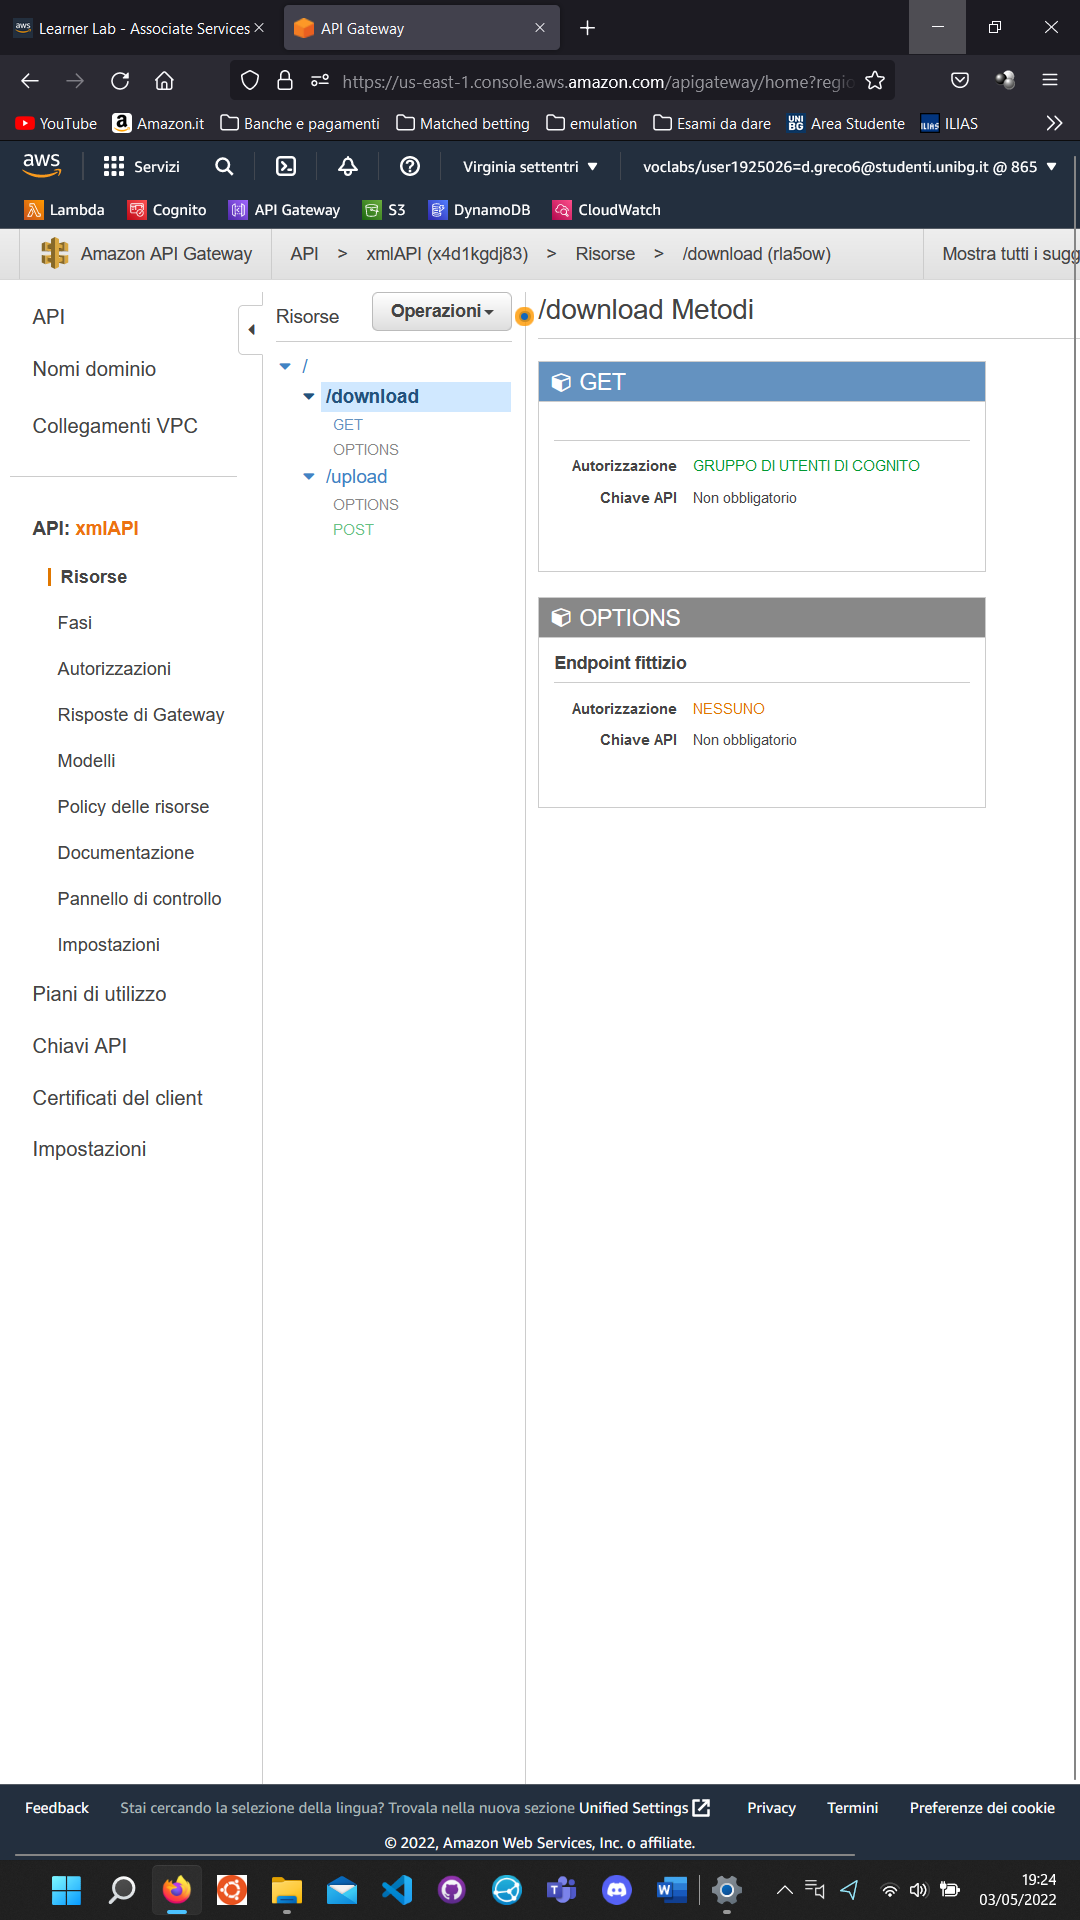 Learner Lab - Associate Services
API Gateway
https://us-east-1.console.aws.amazon.com/apigateway/home?regio
YouTube
Amazon.it
Banche e pagamenti
Matched betting
emulation
Esami da dare
UNI BG
Area Studente
ILIAS
ILIAS
aws
Servizi
Virginia settentri
voclabs/user1925026=d.greco6@studenti.unibg.it @ 865
Lambda
Cognito
API Gateway
S3
DynamoDB
CloudWatch
Amazon API Gateway
API > xmlAPI (x4d1kgdj83) > Risorse > /download (rla5ow)
Mostra tutti i sugg
API
Nomi dominio
Collegamenti VPC
API: xmlAPI
Risorse
Fasi
Autorizzazioni
Risposte di Gateway
Modelli
Policy delle risorse
Documentazione
Pannello di controllo
Impostazioni
Piani di utilizzo
Chiavi API
Certificati del client
Impostazioni
Risorse
Operazioni
/
/download
GET
OPTIONS
/upload
OPTIONS
POST
/download Metodi
GET
Autorizzazione GRUPPO DI UTENTI DI COGNITO
Chiave API Non obbligatorio
OPTIONS
Endpoint fittizio
Autorizzazione NESSUNO
Chiave API Non obbligatorio
Feedback
Stai cercando la selezione della lingua? Trovala nella nuova sezione Unified Settings
Privacy
Termini
Preferenze dei cookie
© 2022, Amazon Web Services, Inc. o affiliate.
19:24
03/05/2022